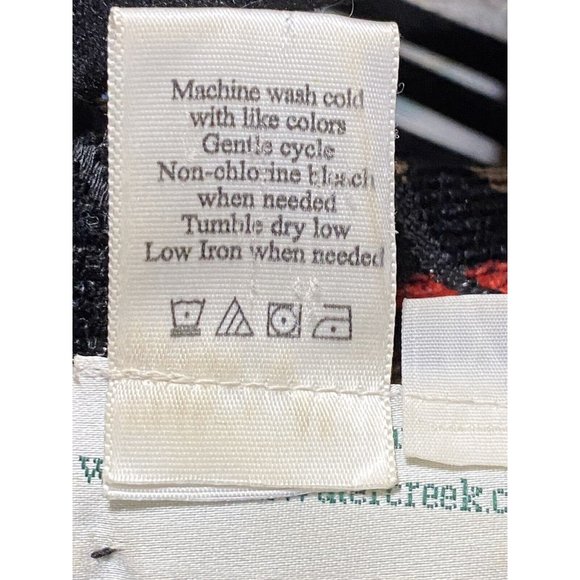 Machine wash cold
with like colors
Gentle cycle
Non-chlorine bleach
when needed
Tumble dry low
Low Iron when needed
watercreek.c